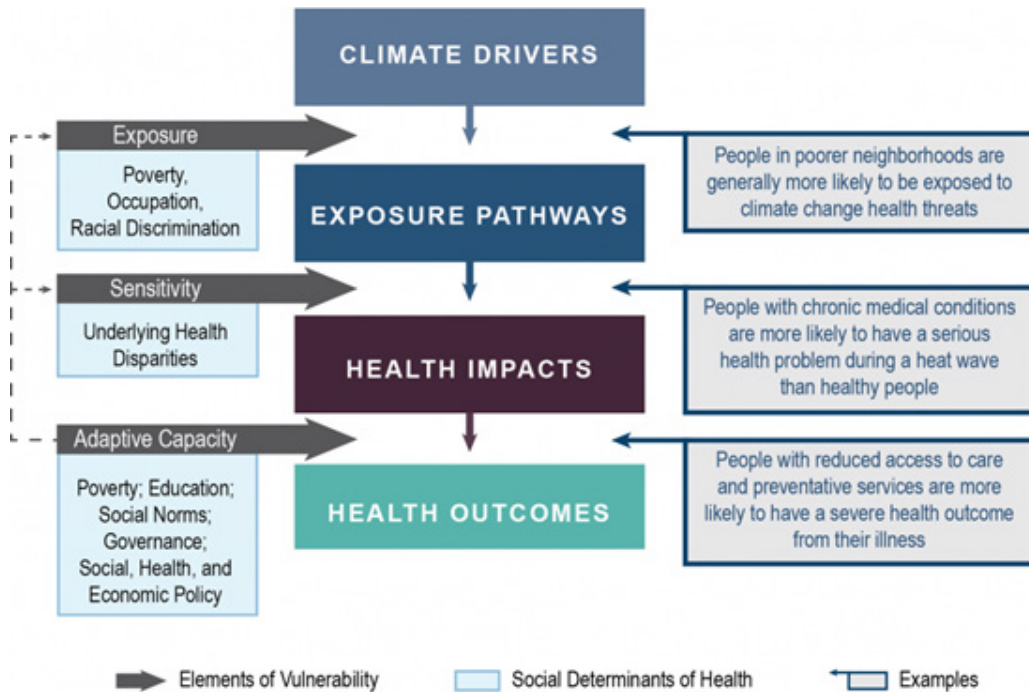 CLIMATE DRIVERS
Exposure
Poverty,
Occupation,
Racial Discrimination
People in poorer neighborhoods are
generally more likely to be exposed to
climate change health threats
EXPOSURE PATHWAYS
Sensitivity
Underlying Health
Disparities
People with chronic medical conditions
are more likely to have a serious
health problem during a heat wave
than healthy people
HEALTH IMPACTS
Adaptive Capacity
Poverty; Education;
Social Norms;
Governance;
Social, Health, and
Economic Policy
People with reduced access to care
and preventative services are more
likely to have a severe health outcome
from their illness
HEALTH OUTCOMES
Elements of Vulnerability
Social Determinants of Health
Examples